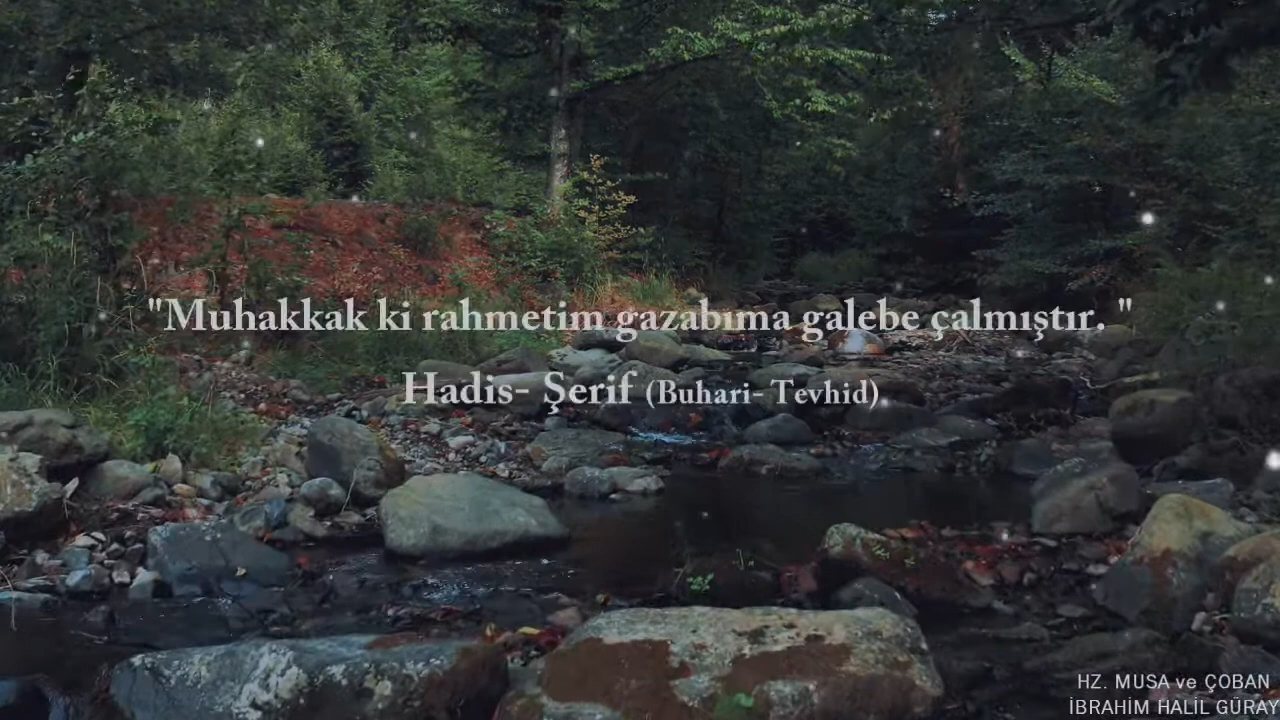 "Muhakkak ki rahmetim gazabıma galebe çalmıştır. "
Hadis- Şerif (Buhari- Tevhid)
HZ. MUSA ve ÇOBAN
İBRAHİM HALİL GÜRAY